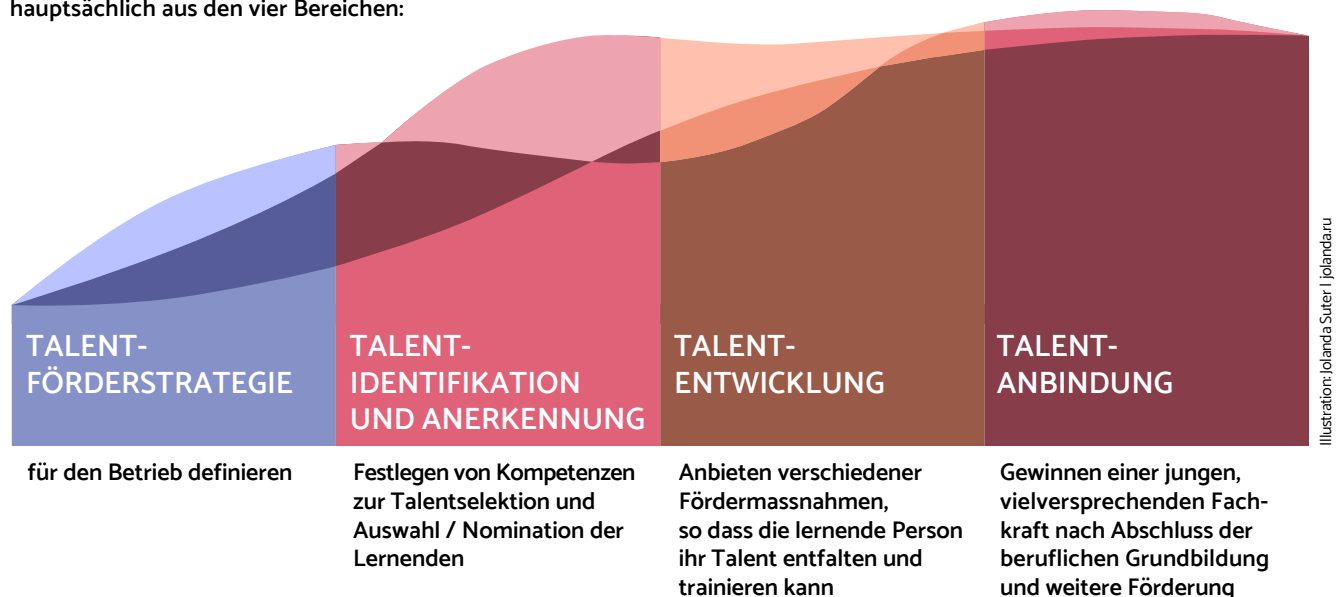 hauptsächlich aus den vier Bereichen:
TALENT-
FÖRDERSTRATEGIE
für den Betrieb definieren
TALENT-
IDENTIFIKATION
UND ANERKENNUNG
Festlegen von Kompetenzen
zur Talentselektion und
Auswahl / Nomination der
Lernenden
TALENT-
ENTWICKLUNG
Anbieten verschiedener
Fördermassnahmen,
so dass die lernende Person
ihr Talent entfalten und
trainieren kann
TALENT-
ANBINDUNG
Gewinnen einer jungen,
vielversprechenden Fach-
kraft nach Abschluss der
beruflichen Grundbildung
und weitere Förderung
Illustration: Jolanda Suter I jolanda.ru